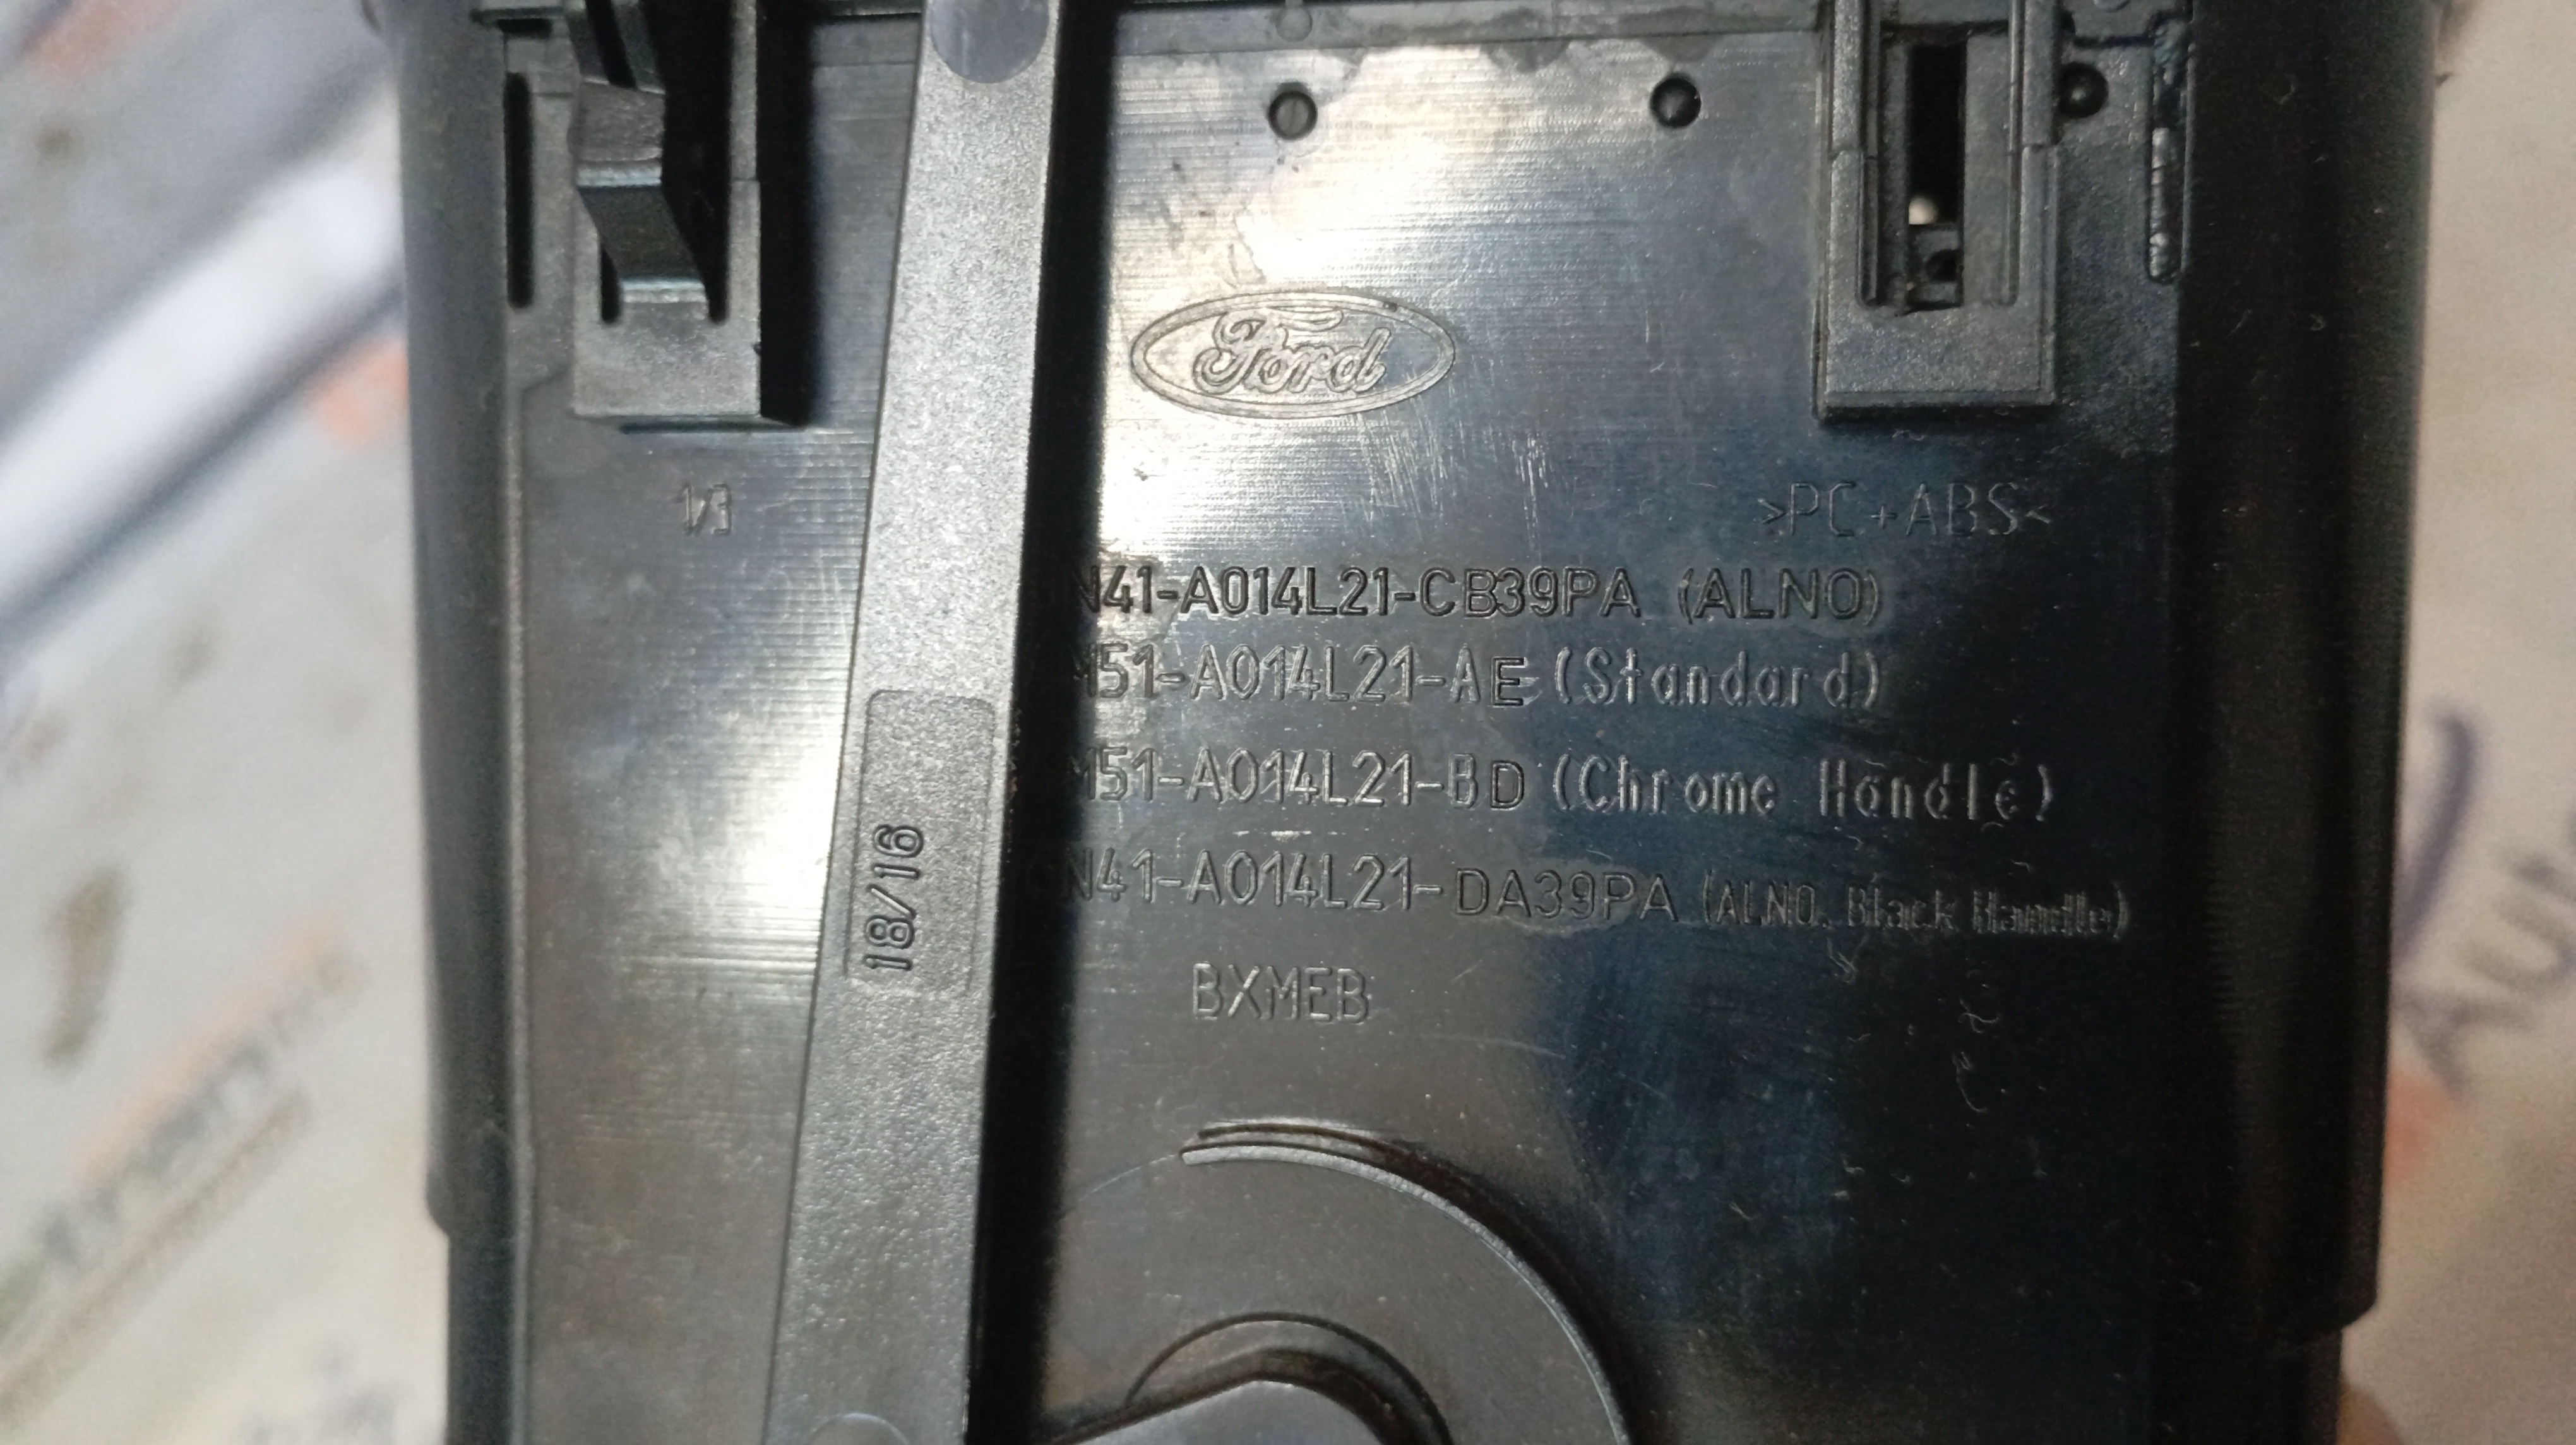 Ford
1/3
>PC+ABS<
N41-A014L21-CB39PA (ALNO)
M51-A014L21-AE (Standard)
M51-A014L21-BD (Chrome Handle)
N41-A014L21-DA39PA (ALNO, Black Handle)
18/16
BXMEB